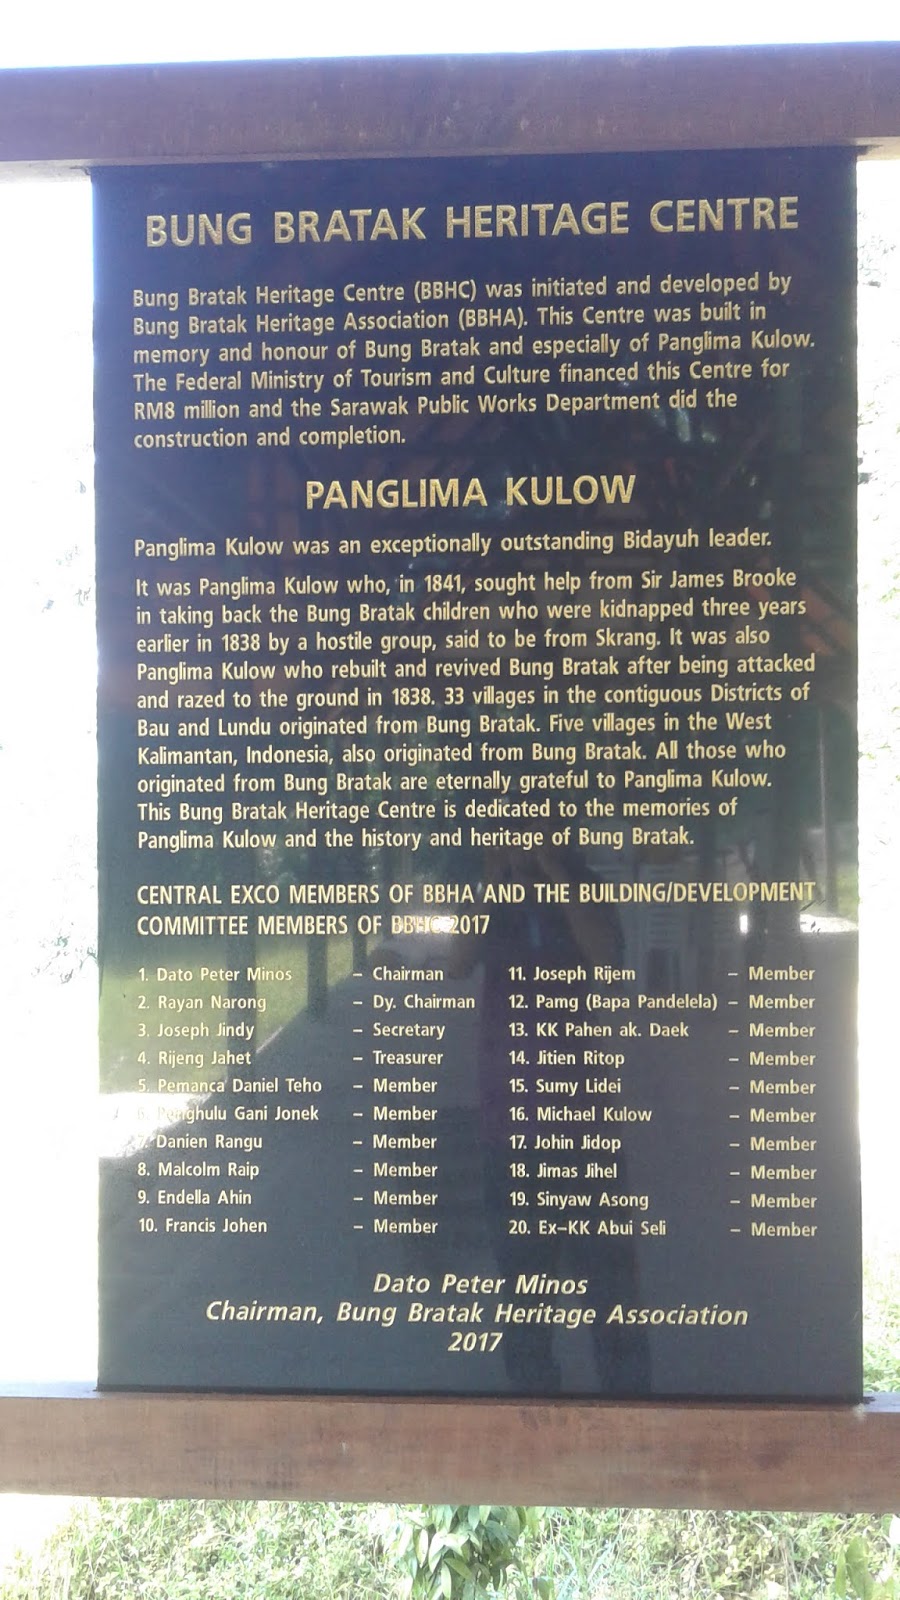 BUNG BRATAK HERITAGE CENTRE
Bung Bratak Heritage Centre (BBHC) was initiated and developed by
Bung Bratak Heritage Association (BBHA). This Centre was built in
memory and honour of Bung Bratak and especially of Panglima Kulow.
The Federal Ministry of Tourism and Culture financed this Centre for
RM8 million and the Sarawak Public Works Department did the
construction and completion.
PANGLIMA KULOW
Panglima Kulow was an exceptionally outstanding Bidayuh leader.
It was Panglima Kulow who, in 1841, sought help from Sir James Brooke
in taking back the Bung Bratak children who were kidnapped three years
earlier in 1838 by a hostile group, said to be from Skrang. It was also
Panglima Kulow who rebuilt and revived Bung Bratak after being attacked
and razed to the ground in 1838. 33 villages in the contiguous Districts of
Bau and Lundu originated from Bung Bratak. Five villages in the West
Kalimantan, Indonesia, also originated from Bung Bratak. All those who
originated from Bung Bratak are eternally grateful to Panglima Kulow.
This Bung Bratak Heritage Centre is dedicated to the memories of
Panglima Kulow and the history and heritage of Bung Bratak.
CENTRAL EXCO MEMBERS OF BBHA AND THE BUILDING/DEVELOPMENT
COMMITTEE MEMBERS OF BBHC 2017
1. Dato Peter Minos – Chairman
2. Rayan Narong – Dy. Chairman
3. Joseph Jindy – Secretary
4. Rijeng Jahet – Treasurer
5. Pemanca Daniel Teho – Member
6. Penghulu Gani Jonek – Member
7. Danien Rangu – Member
8. Malcolm Raip – Member
9. Endella Ahin – Member
10. Francis Johen – Member
11. Joseph Rijem – Member
12. Pamg (Bapa Pandelela) – Member
13. KK Pahen ak. Daek – Member
14. Jitien Ritop – Member
15. Sumy Lidei – Member
16. Michael Kulow – Member
17. Johin Jidop – Member
18. Jimas Jihel – Member
19. Sinyaw Asong – Member
20. Ex–KK Abui Seli – Member
Dato Peter Minos
Chairman, Bung Bratak Heritage Association
2017